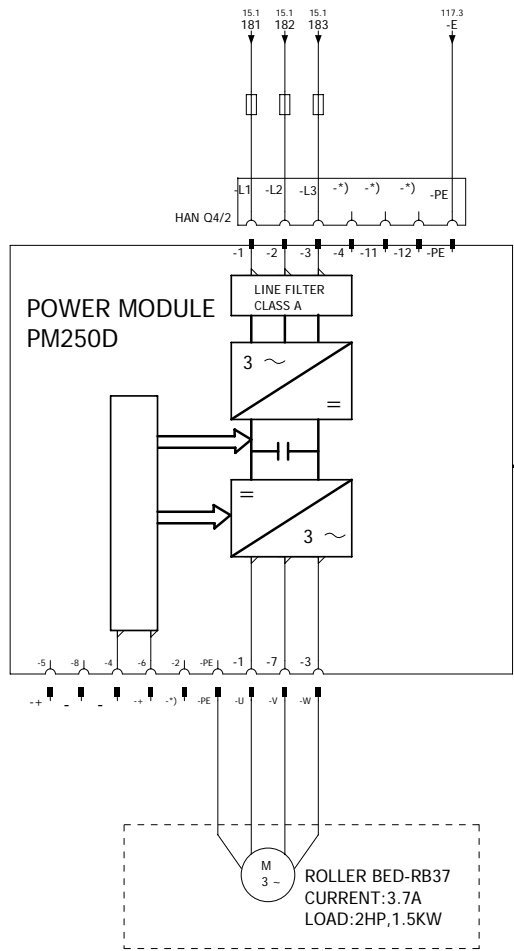 15.1 15.1 15.1 117.3
181 182 183 -E
-L1 -L2 -L3 -*) -*) -*) -PE
HAN Q4/2
-1 -2 -3 -4 -11 -12 -PE
LINE FILTER
CLASS A
POWER MODULE
PM250D
3 ~
=
=
3 ~
-5 -8 -4 -6 -2 -PE -1 -7 -3
-+ - - -+ -*) -PE -U -V -W
M
3 ~
ROLLER BED-RB37
CURRENT:3.7A
LOAD:2HP,1.5KW